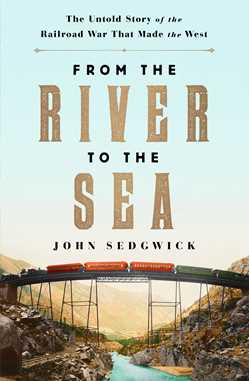 The Untold Story of the
Railroad War That Made the West
FROM THE
RIVER
TO THE
SEA
JOHN SEDGWICK